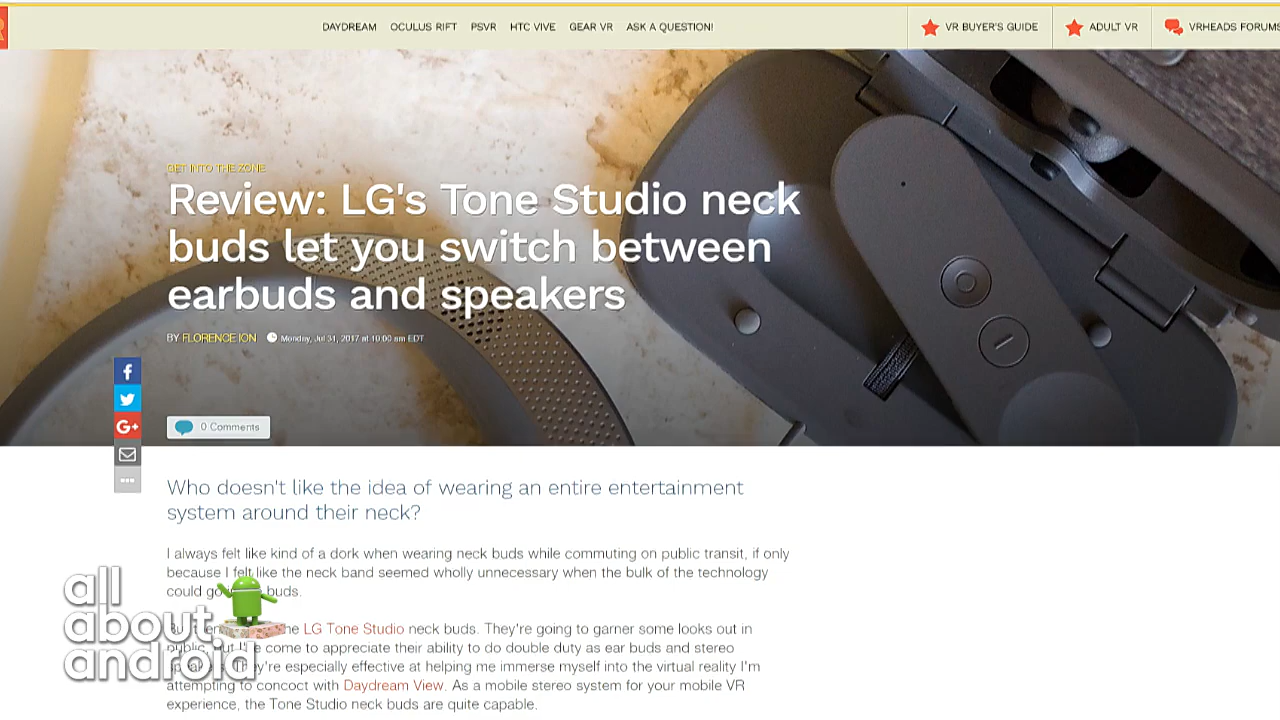 DAYDREAM OCULUS RIFT PSVR HTC VIVE GEAR VR ASK A QUESTION! VR BUYER'S GUIDE ADULT VR VRHEADS FORUMS
GET INTO THE ZONE
Review: LG's Tone Studio neck
buds let you switch between
earbuds and speakers
BY FLORENCE ION Monday, Jul 31, 2017 at 10:00 am EDT
0 Comments
Who doesn't like the idea of wearing an entire entertainment
system around their neck?
I always felt like kind of a dork when wearing neck buds while commuting on public transit, if only
because I felt like the neck band seemed wholly unnecessary when the bulk of the technology
could go buds.
LG Tone Studio neck buds. They're going to garner some looks out in
public, but I've come to appreciate their ability to do double duty as ear buds and stereo
They're especially effective at helping me immerse myself into the virtual reality I'm
attempting to concoct with Daydream View. As a mobile stereo system for your mobile VR
experience, the Tone Studio neck buds are quite capable.
all
about
android